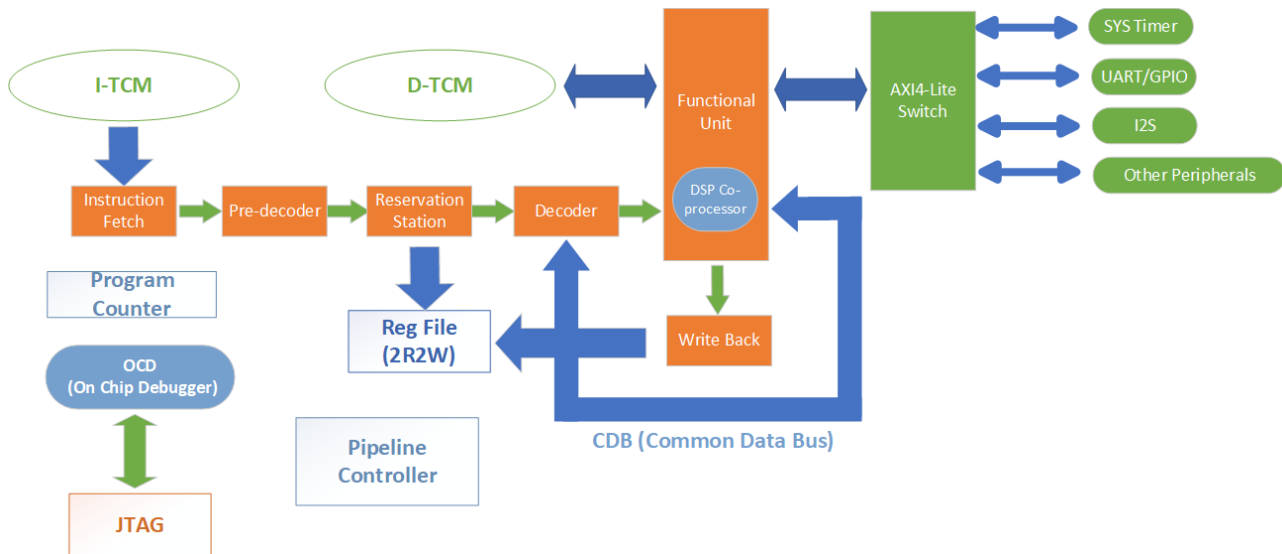 I-TCM
D-TCM
Functional
Unit
DSP Co-
processor
AXI4-Lite
Switch
SYS Timer
UART/GPIO
I2S
Other Peripherals
Instruction
Fetch
Pre-decoder
Reservation
Station
Decoder
Program
Counter
Reg File
(2R2W)
Write Back
OCD
(On Chip Debugger)
Pipeline
Controller
CDB (Common Data Bus)
JTAG